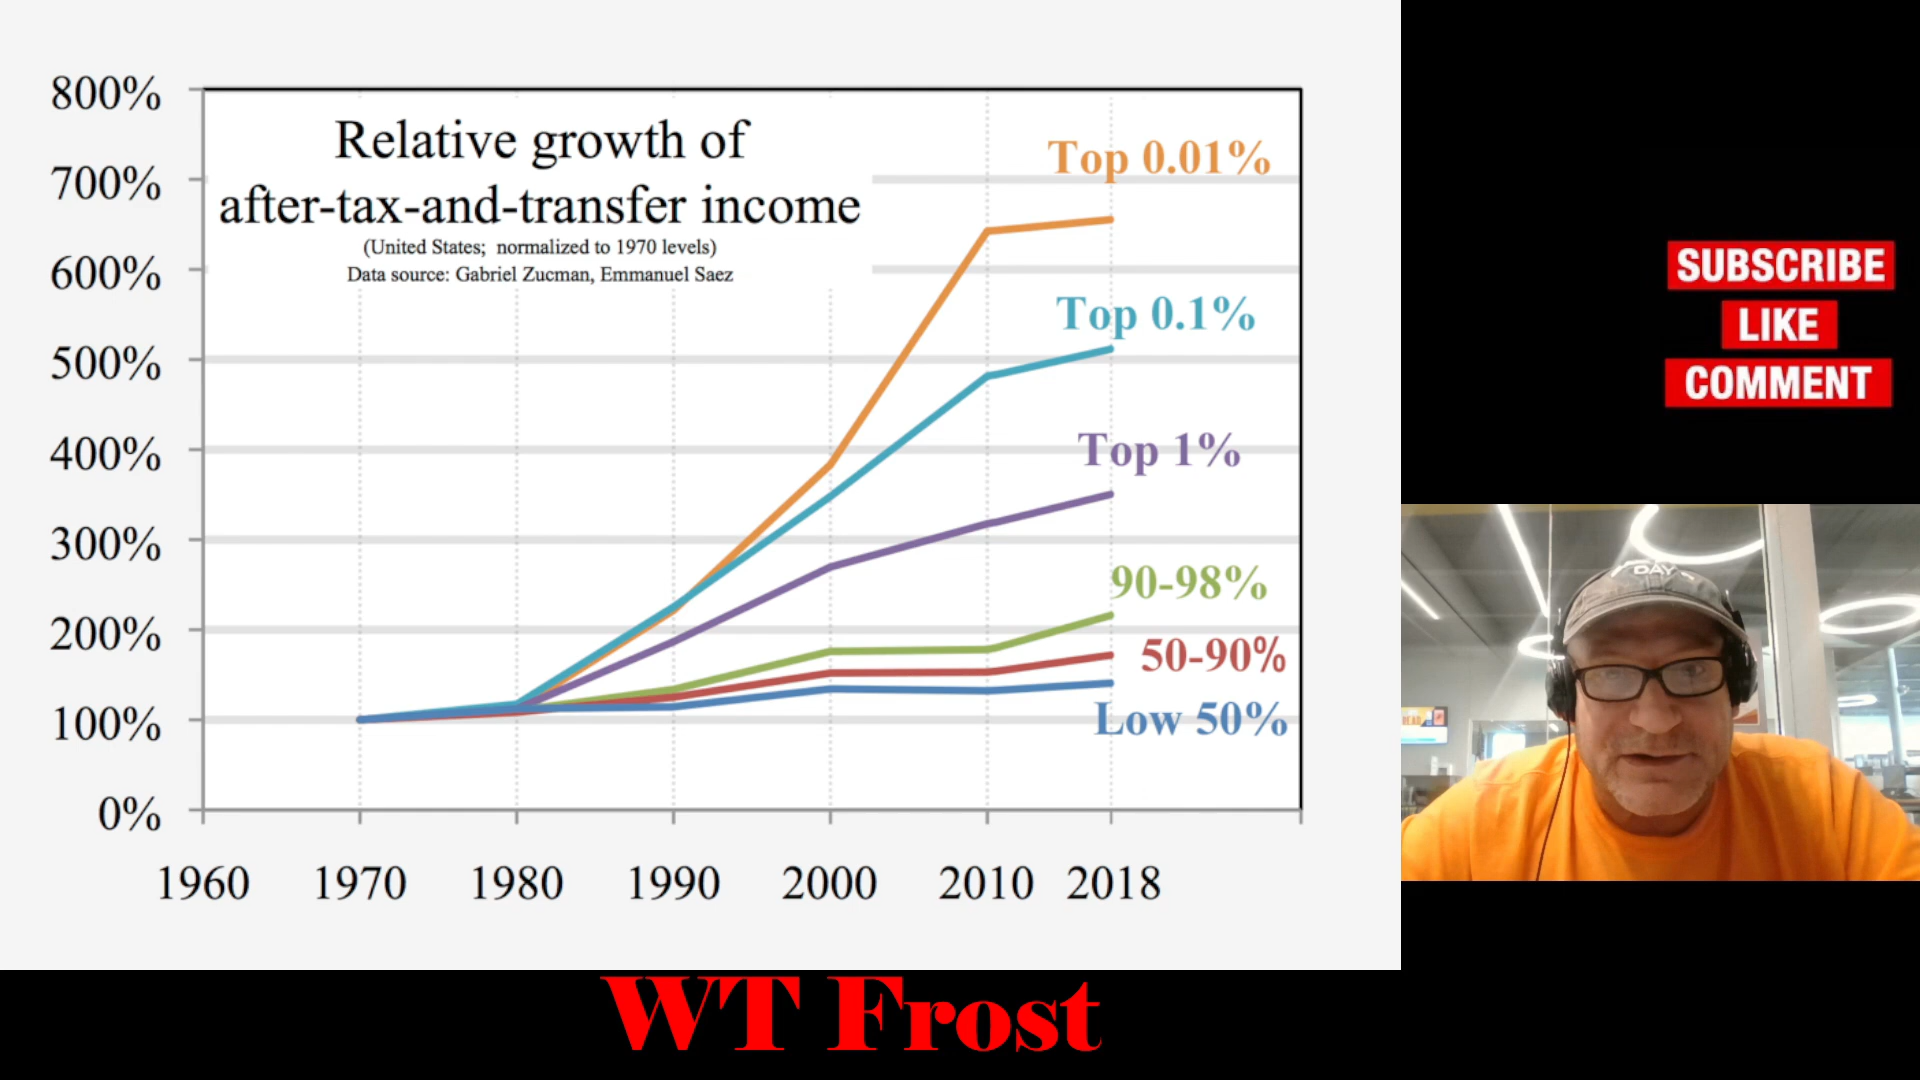 800%
700%
600%
500%
400%
300%
200%
100%
0%
Relative growth of
after-tax-and-transfer income
(United States; normalized to 1970 levels)
Data source: Gabriel Zucman, Emmanuel Saez
Top 0.01%
Top 0.1%
Top 1%
90-98%
50-90%
Low 50%
1960 1970 1980 1990 2000 2010 2018
SUBSCRIBE
LIKE
COMMENT
DAY
WT Frost